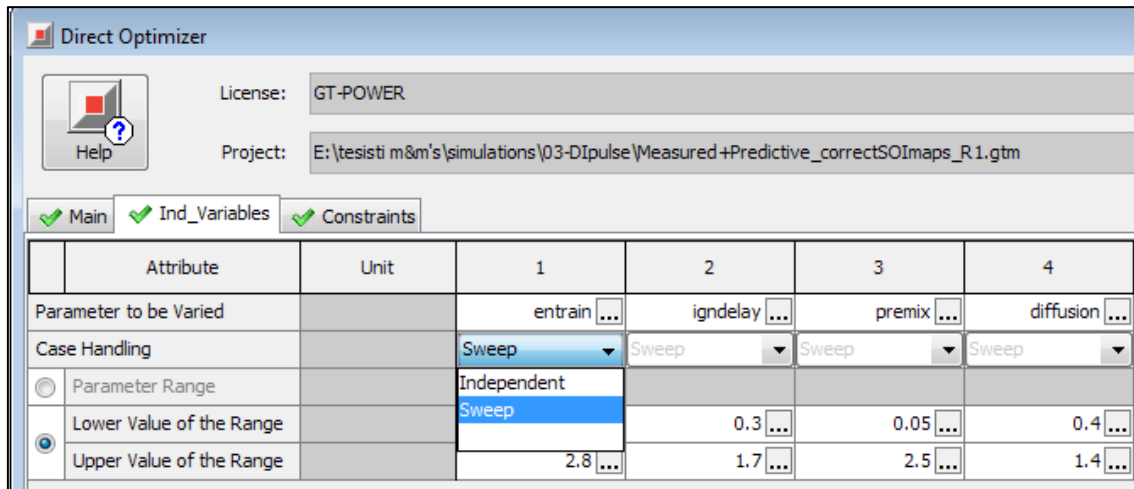 Direct Optimizer
License: GT-POWER
Help
Project: E:\tesisti m&m's\simulations\03-DIpulse\Measured+Predictive_correctSOImaps_R1.gtm
Main Ind_Variables Constraints
Attribute Unit 1 2 3 4
Parameter to be Varied entrain ... igndelay ... premix ... diffusion ...
Case Handling Sweep Sweep Sweep Sweep
Parameter Range Independent
Sweep
Lower Value of the Range 0.3 ... 0.05 ... 0.4 ...
Upper Value of the Range 2.8 ... 1.7 ... 2.5 ... 1.4 ...